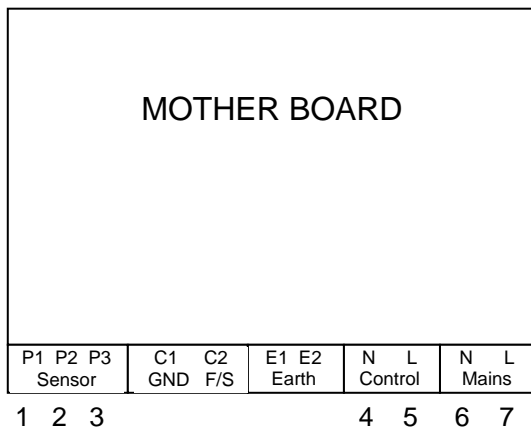 MOTHER BOARD
P1 P2 P3 C1 C2 E1 E2 N L N L
Sensor GND F/S Earth Control Mains
1 2 3 4 5 6 7